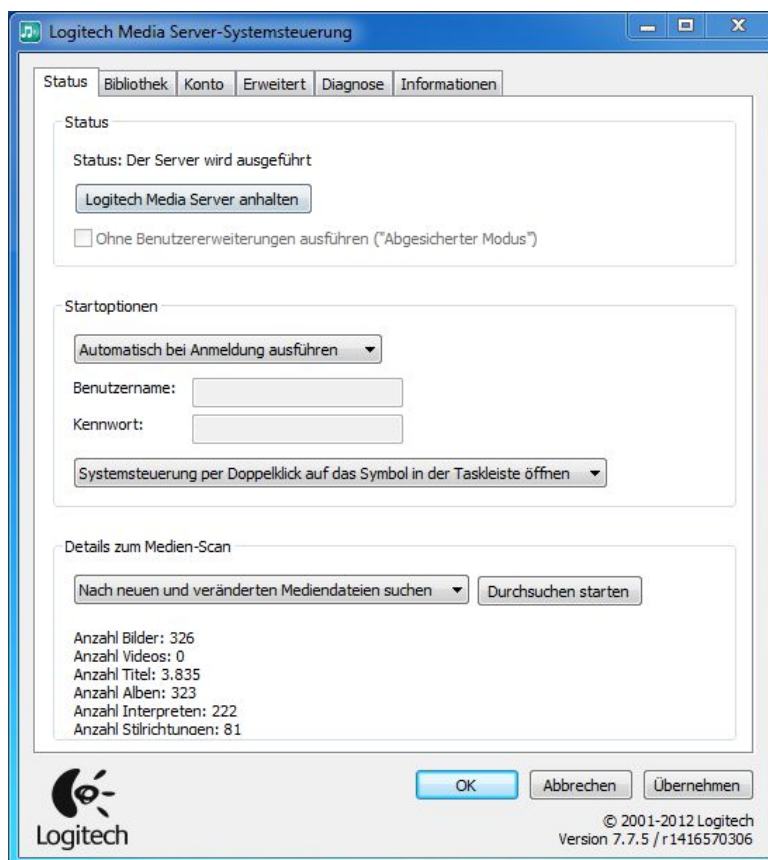 Logitech Media Server-Systemsteuerung
Status Bibliothek Konto Erweitert Diagnose Informationen
Status
Status: Der Server wird ausgeführt
Logitech Media Server anhalten
Ohne Benutzererweiterungen ausführen ("Abgesicherter Modus")
Startoptionen
Automatisch bei Anmeldung ausführen
Benutzername:
Kennwort:
Systemsteuerung per Doppelklick auf das Symbol in der Taskleiste öffnen
Details zum Medien-Scan
Nach neuen und veränderten Mediendateien suchen Durchsuchen starten
Anzahl Bilder: 326
Anzahl Videos: 0
Anzahl Titel: 3.835
Anzahl Alben: 323
Anzahl Interpreten: 222
Anzahl Stilrichtungen: 81
OK Abbrechen Übernehmen
Logitech
© 2001-2012 Logitech
Version 7.7.5 / r1416570306